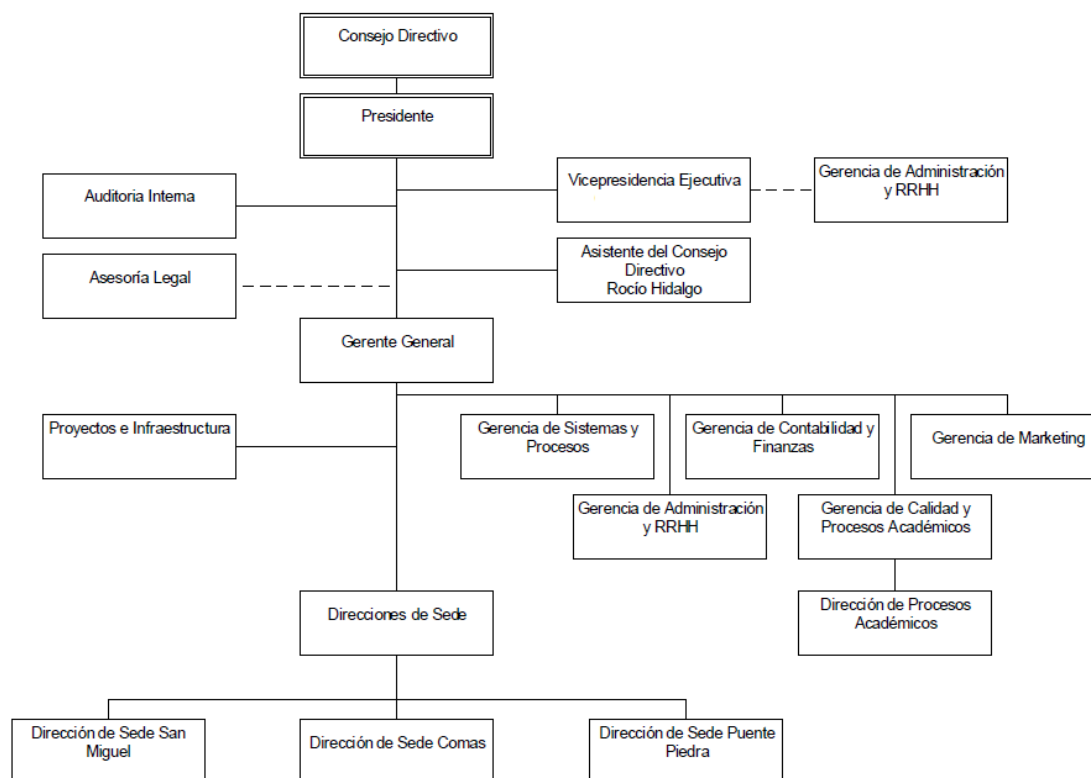 Consejo Directivo
Presidente
Auditoria Interna
Vicepresidencia Ejecutiva
Gerencia de Administración
y RRHH
Asesoría Legal
Asistente del Consejo
Directivo
Rocío Hidalgo
Gerente General
Proyectos e Infraestructura
Gerencia de Sistemas y
Procesos
Gerencia de Contabilidad y
Finanzas
Gerencia de Marketing
Gerencia de Administración
y RRHH
Gerencia de Calidad y
Procesos Académicos
Direcciones de Sede
Dirección de Procesos
Académicos
Dirección de Sede San
Miguel
Dirección de Sede Comas
Dirección de Sede Puente
Piedra